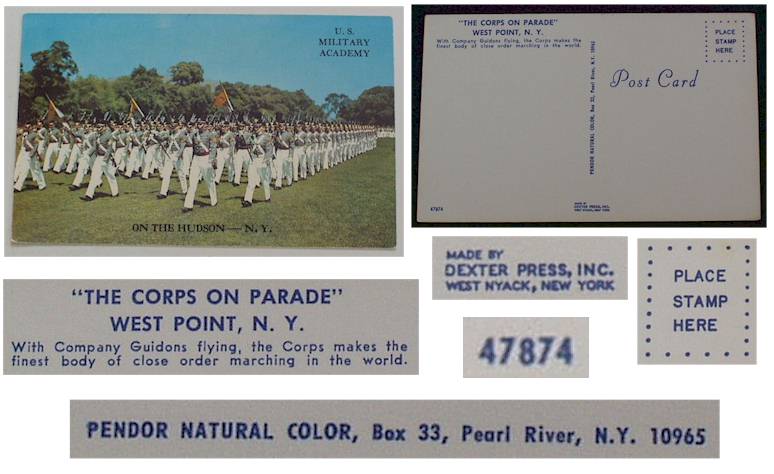 U. S.
MILITARY
ACADEMY
ON THE HUDSON — N. Y.
"THE CORPS ON PARADE"
WEST POINT, N. Y.
With Company Guidons flying, the Corps makes the
finest body of close order marching in the world.
PLACE
STAMP
HERE
Post Card
PENDOR NATURAL COLOR, Box 33, Pearl River, N.Y. 10965
47874
MADE BY
DEXTER PRESS, INC.
WEST NYACK, NEW YORK
MADE BY
DEXTER PRESS, INC.
WEST NYACK, NEW YORK
PLACE
STAMP
HERE
"THE CORPS ON PARADE"
WEST POINT, N. Y.
With Company Guidons flying, the Corps makes the
finest body of close order marching in the world.
47874
PENDOR NATURAL COLOR, Box 33, Pearl River, N.Y. 10965